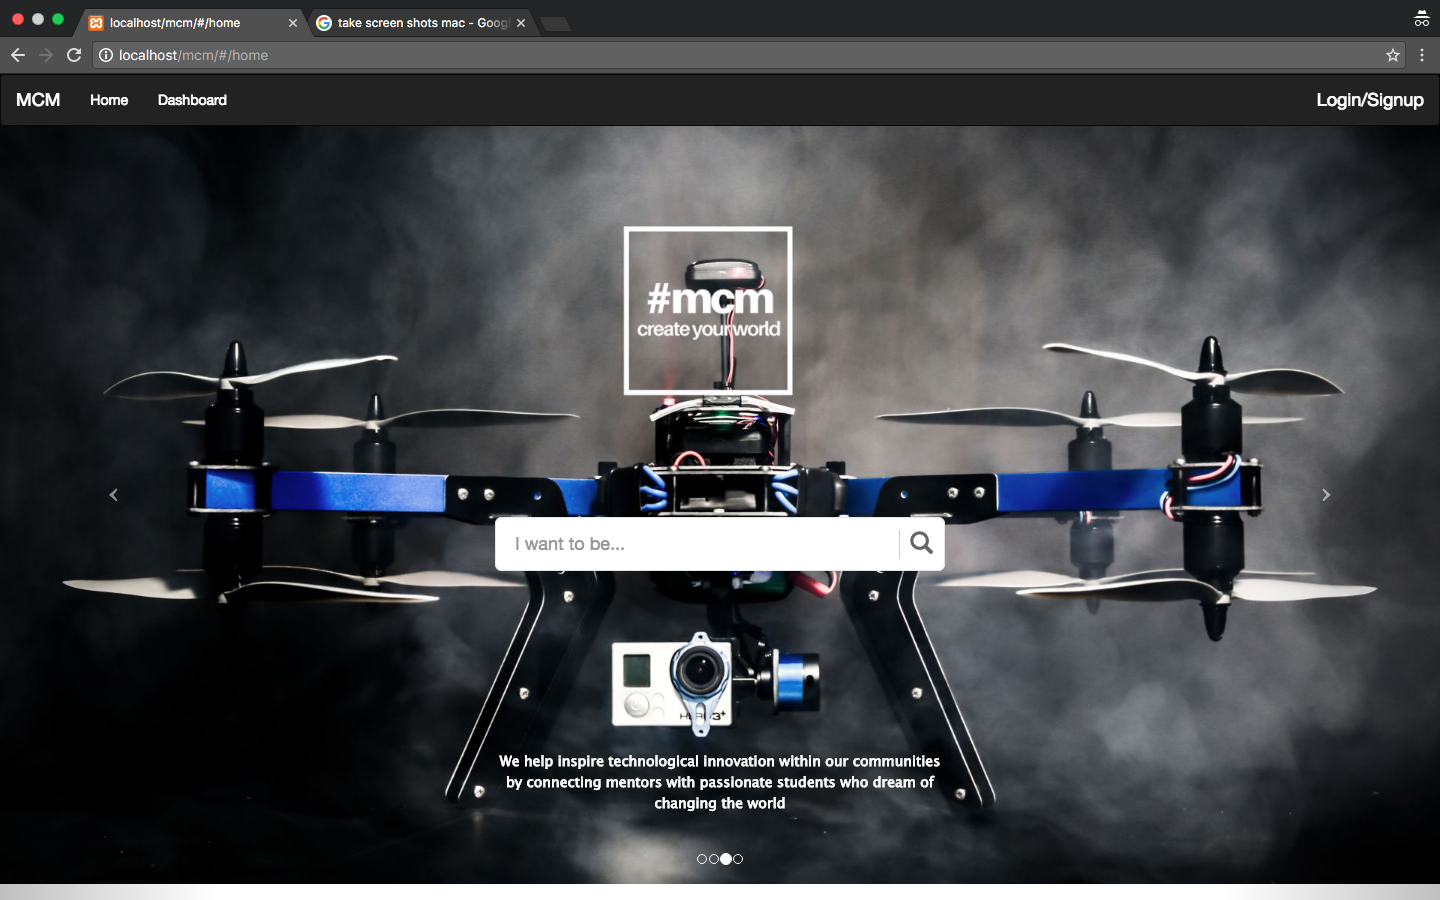 localhost/mcm/#/home
take screen shots mac - Goog
localhost/mcm/#/home
MCM Home Dashboard Login/Signup
#mcm
create your world
I want to be...
HERO3+
We help inspire technological innovation within our communities
by connecting mentors with passionate students who dream of
changing the world